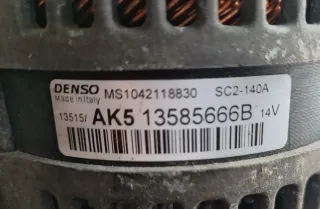 DENSO MS1042118830 SC2-140A
Made in Italy
13515/ AK5 13585666B 14V